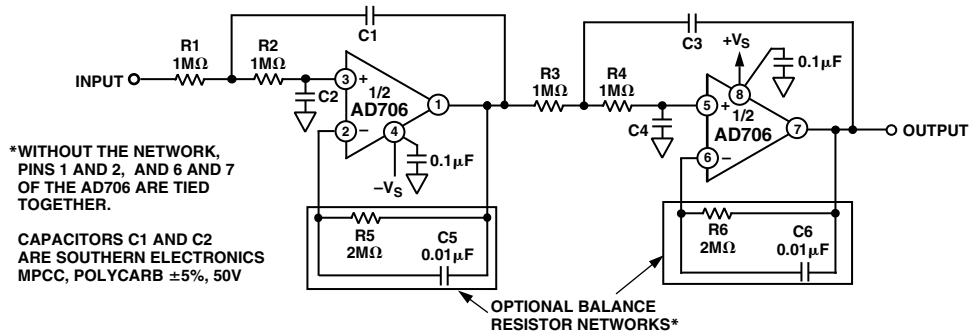 C1
R1
1MΩ
R2
1MΩ
INPUT
C2
3
+
1/2
AD706
2
–
4
1
0.1µF
–VS
C3
R3
1MΩ
R4
1MΩ
C4
+VS
0.1µF
8
5
+
1/2
AD706
6
–
7
OUTPUT
*WITHOUT THE NETWORK,
PINS 1 AND 2, AND 6 AND 7
OF THE AD706 ARE TIED
TOGETHER.
CAPACITORS C1 AND C2
ARE SOUTHERN ELECTRONICS
MPCC, POLYCARB ±5%, 50V
R5
2MΩ
C5
0.01µF
R6
2MΩ
C6
0.01µF
OPTIONAL BALANCE
RESISTOR NETWORKS*